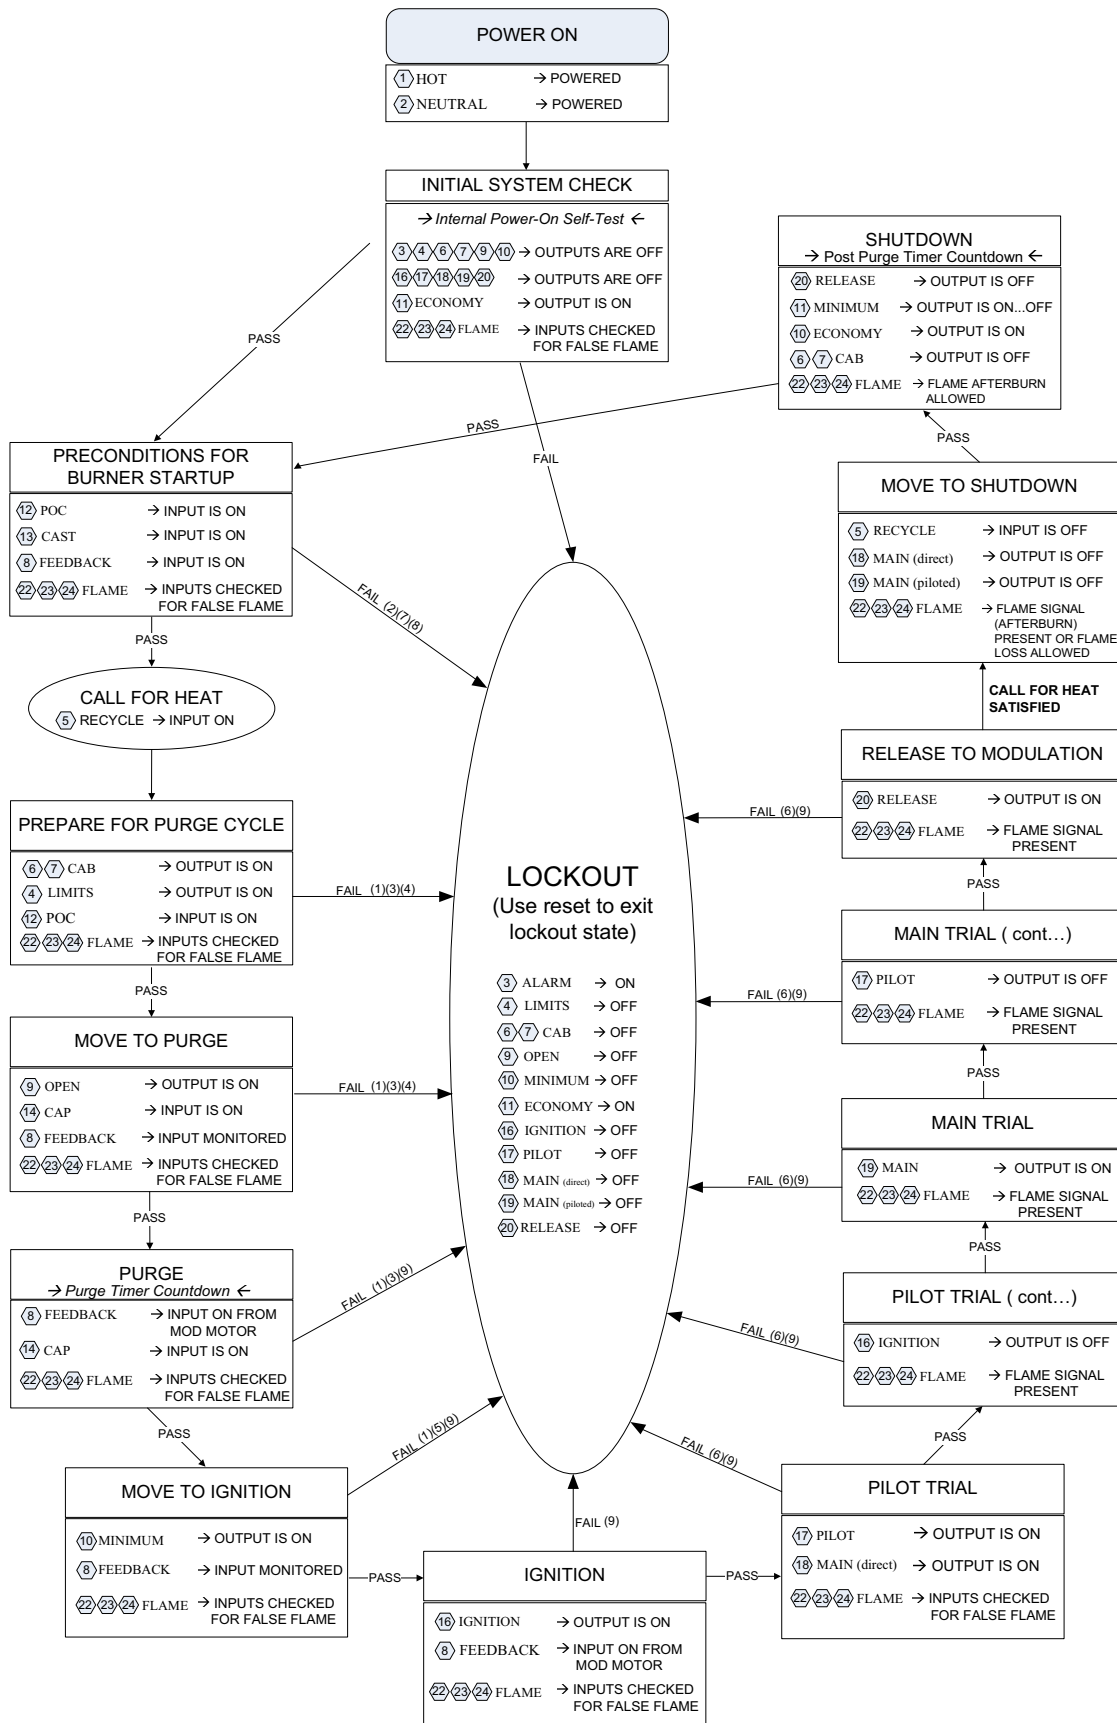 POWER ON
1 HOT → POWERED
2 NEUTRAL → POWERED
INITIAL SYSTEM CHECK
→ Internal Power-On Self-Test ←
3 4 6 7 9 10 → OUTPUTS ARE OFF
16 17 18 19 20 → OUTPUTS ARE OFF
11 ECONOMY → OUTPUT IS ON
22 23 24 FLAME → INPUTS CHECKED
FOR FALSE FLAME
PASS
FAIL
PRECONDITIONS FOR
BURNER STARTUP
12 POC → INPUT IS ON
13 CAST → INPUT IS ON
8 FEEDBACK → INPUT IS ON
22 23 24 FLAME → INPUTS CHECKED
FOR FALSE FLAME
FAIL (2)(7)(8)
PASS
CALL FOR HEAT
5 RECYCLE → INPUT ON
PREPARE FOR PURGE CYCLE
6 7 CAB → OUTPUT IS ON
4 LIMITS → OUTPUT IS ON
12 POC → INPUT IS ON
22 23 24 FLAME → INPUTS CHECKED
FOR FALSE FLAME
FAIL (1)(3)(4)
PASS
MOVE TO PURGE
9 OPEN → OUTPUT IS ON
14 CAP → INPUT IS ON
8 FEEDBACK → INPUT MONITORED
22 23 24 FLAME → INPUTS CHECKED
FOR FALSE FLAME
FAIL (1)(3)(4)
PASS
PURGE
→ Purge Timer Countdown ←
8 FEEDBACK → INPUT ON FROM
MOD MOTOR
14 CAP → INPUT IS ON
22 23 24 FLAME → INPUTS CHECKED
FOR FALSE FLAME
FAIL (1)(3)(9)
PASS
MOVE TO IGNITION
10 MINIMUM → OUTPUT IS ON
8 FEEDBACK → INPUT MONITORED
22 23 24 FLAME → INPUTS CHECKED
FOR FALSE FLAME
FAIL (1)(5)(9)
PASS
IGNITION
16 IGNITION → OUTPUT IS ON
8 FEEDBACK → INPUT ON FROM
MOD MOTOR
22 23 24 FLAME → INPUTS CHECKED
FOR FALSE FLAME
FAIL (9)
PASS
PILOT TRIAL
17 PILOT → OUTPUT IS ON
18 MAIN (direct) → OUTPUT IS ON
22 23 24 FLAME → INPUTS CHECKED
FOR FALSE FLAME
FAIL (6)(9)
PASS
PILOT TRIAL ( cont…)
16 IGNITION → OUTPUT IS OFF
22 23 24 FLAME → FLAME SIGNAL
PRESENT
FAIL (6)(9)
PASS
MAIN TRIAL
19 MAIN → OUTPUT IS ON
22 23 24 FLAME → FLAME SIGNAL
PRESENT
FAIL (6)(9)
PASS
MAIN TRIAL ( cont…)
17 PILOT → OUTPUT IS OFF
22 23 24 FLAME → FLAME SIGNAL
PRESENT
FAIL (6)(9)
PASS
RELEASE TO MODULATION
20 RELEASE → OUTPUT IS ON
22 23 24 FLAME → FLAME SIGNAL
PRESENT
FAIL (6)(9)
CALL FOR HEAT
SATISFIED
MOVE TO SHUTDOWN
5 RECYCLE → INPUT IS OFF
18 MAIN (direct) → OUTPUT IS OFF
19 MAIN (piloted) → OUTPUT IS OFF
22 23 24 FLAME → FLAME SIGNAL
(AFTERBURN)
PRESENT OR FLAME
LOSS ALLOWED
PASS
SHUTDOWN
→ Post Purge Timer Countdown ←
20 RELEASE → OUTPUT IS OFF
11 MINIMUM → OUTPUT IS ON...OFF
10 ECONOMY → OUTPUT IS ON
6 7 CAB → OUTPUT IS OFF
22 23 24 FLAME → FLAME AFTERBURN
ALLOWED
PASS
LOCKOUT
(Use reset to exit
lockout state)
3 ALARM → ON
4 LIMITS → OFF
6 7 CAB → OFF
9 OPEN → OFF
10 MINIMUM → OFF
11 ECONOMY → ON
16 IGNITION → OFF
17 PILOT → OFF
18 MAIN (direct) → OFF
19 MAIN (piloted) → OFF
20 RELEASE → OFF